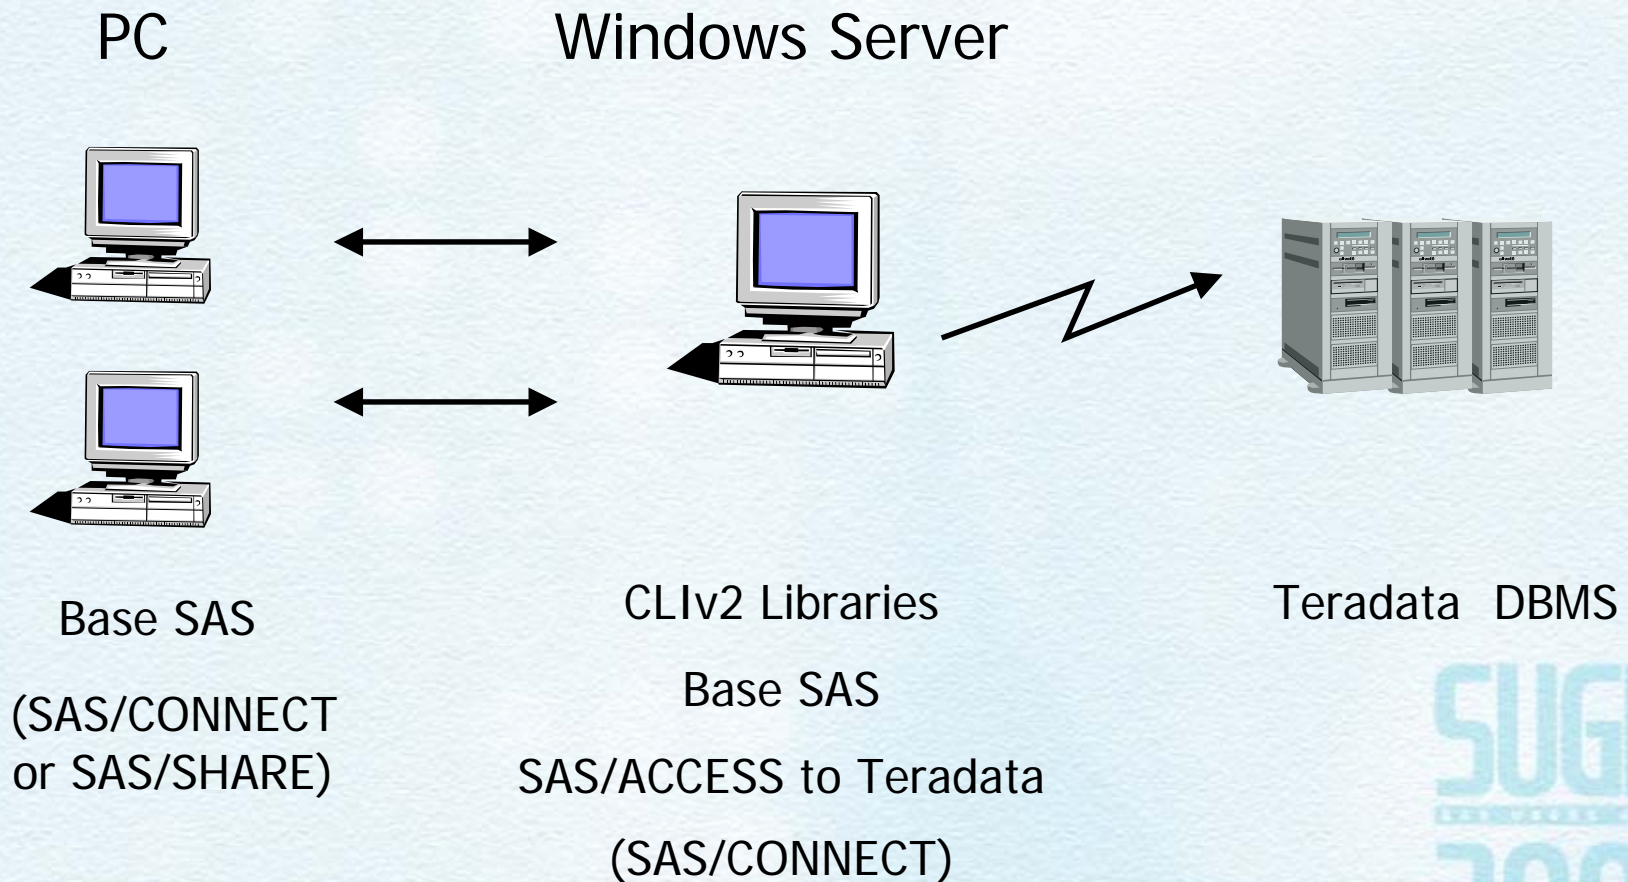 PC
Windows Server
Base SAS
(SAS/CONNECT
or SAS/SHARE)
CLIv2 Libraries
Base SAS
SAS/ACCESS to Teradata
(SAS/CONNECT)
Teradata DBMS